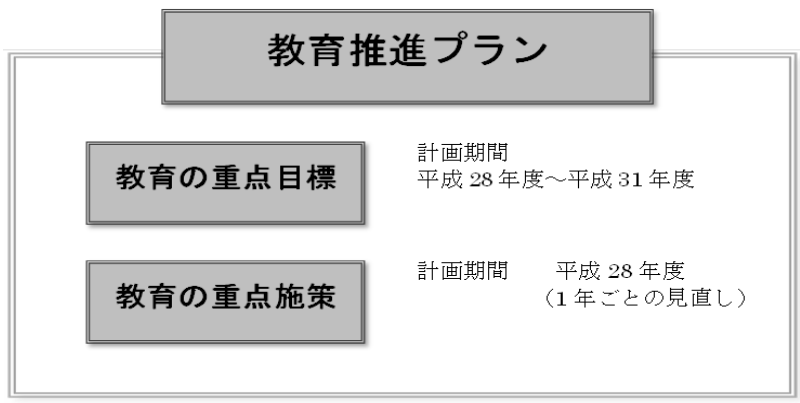 教育推進プラン
教育の重点目標
計画期間
平成28年度～平成31年度
教育の重点施策
計画期間　　平成28年度
（1年ごとの見直し）